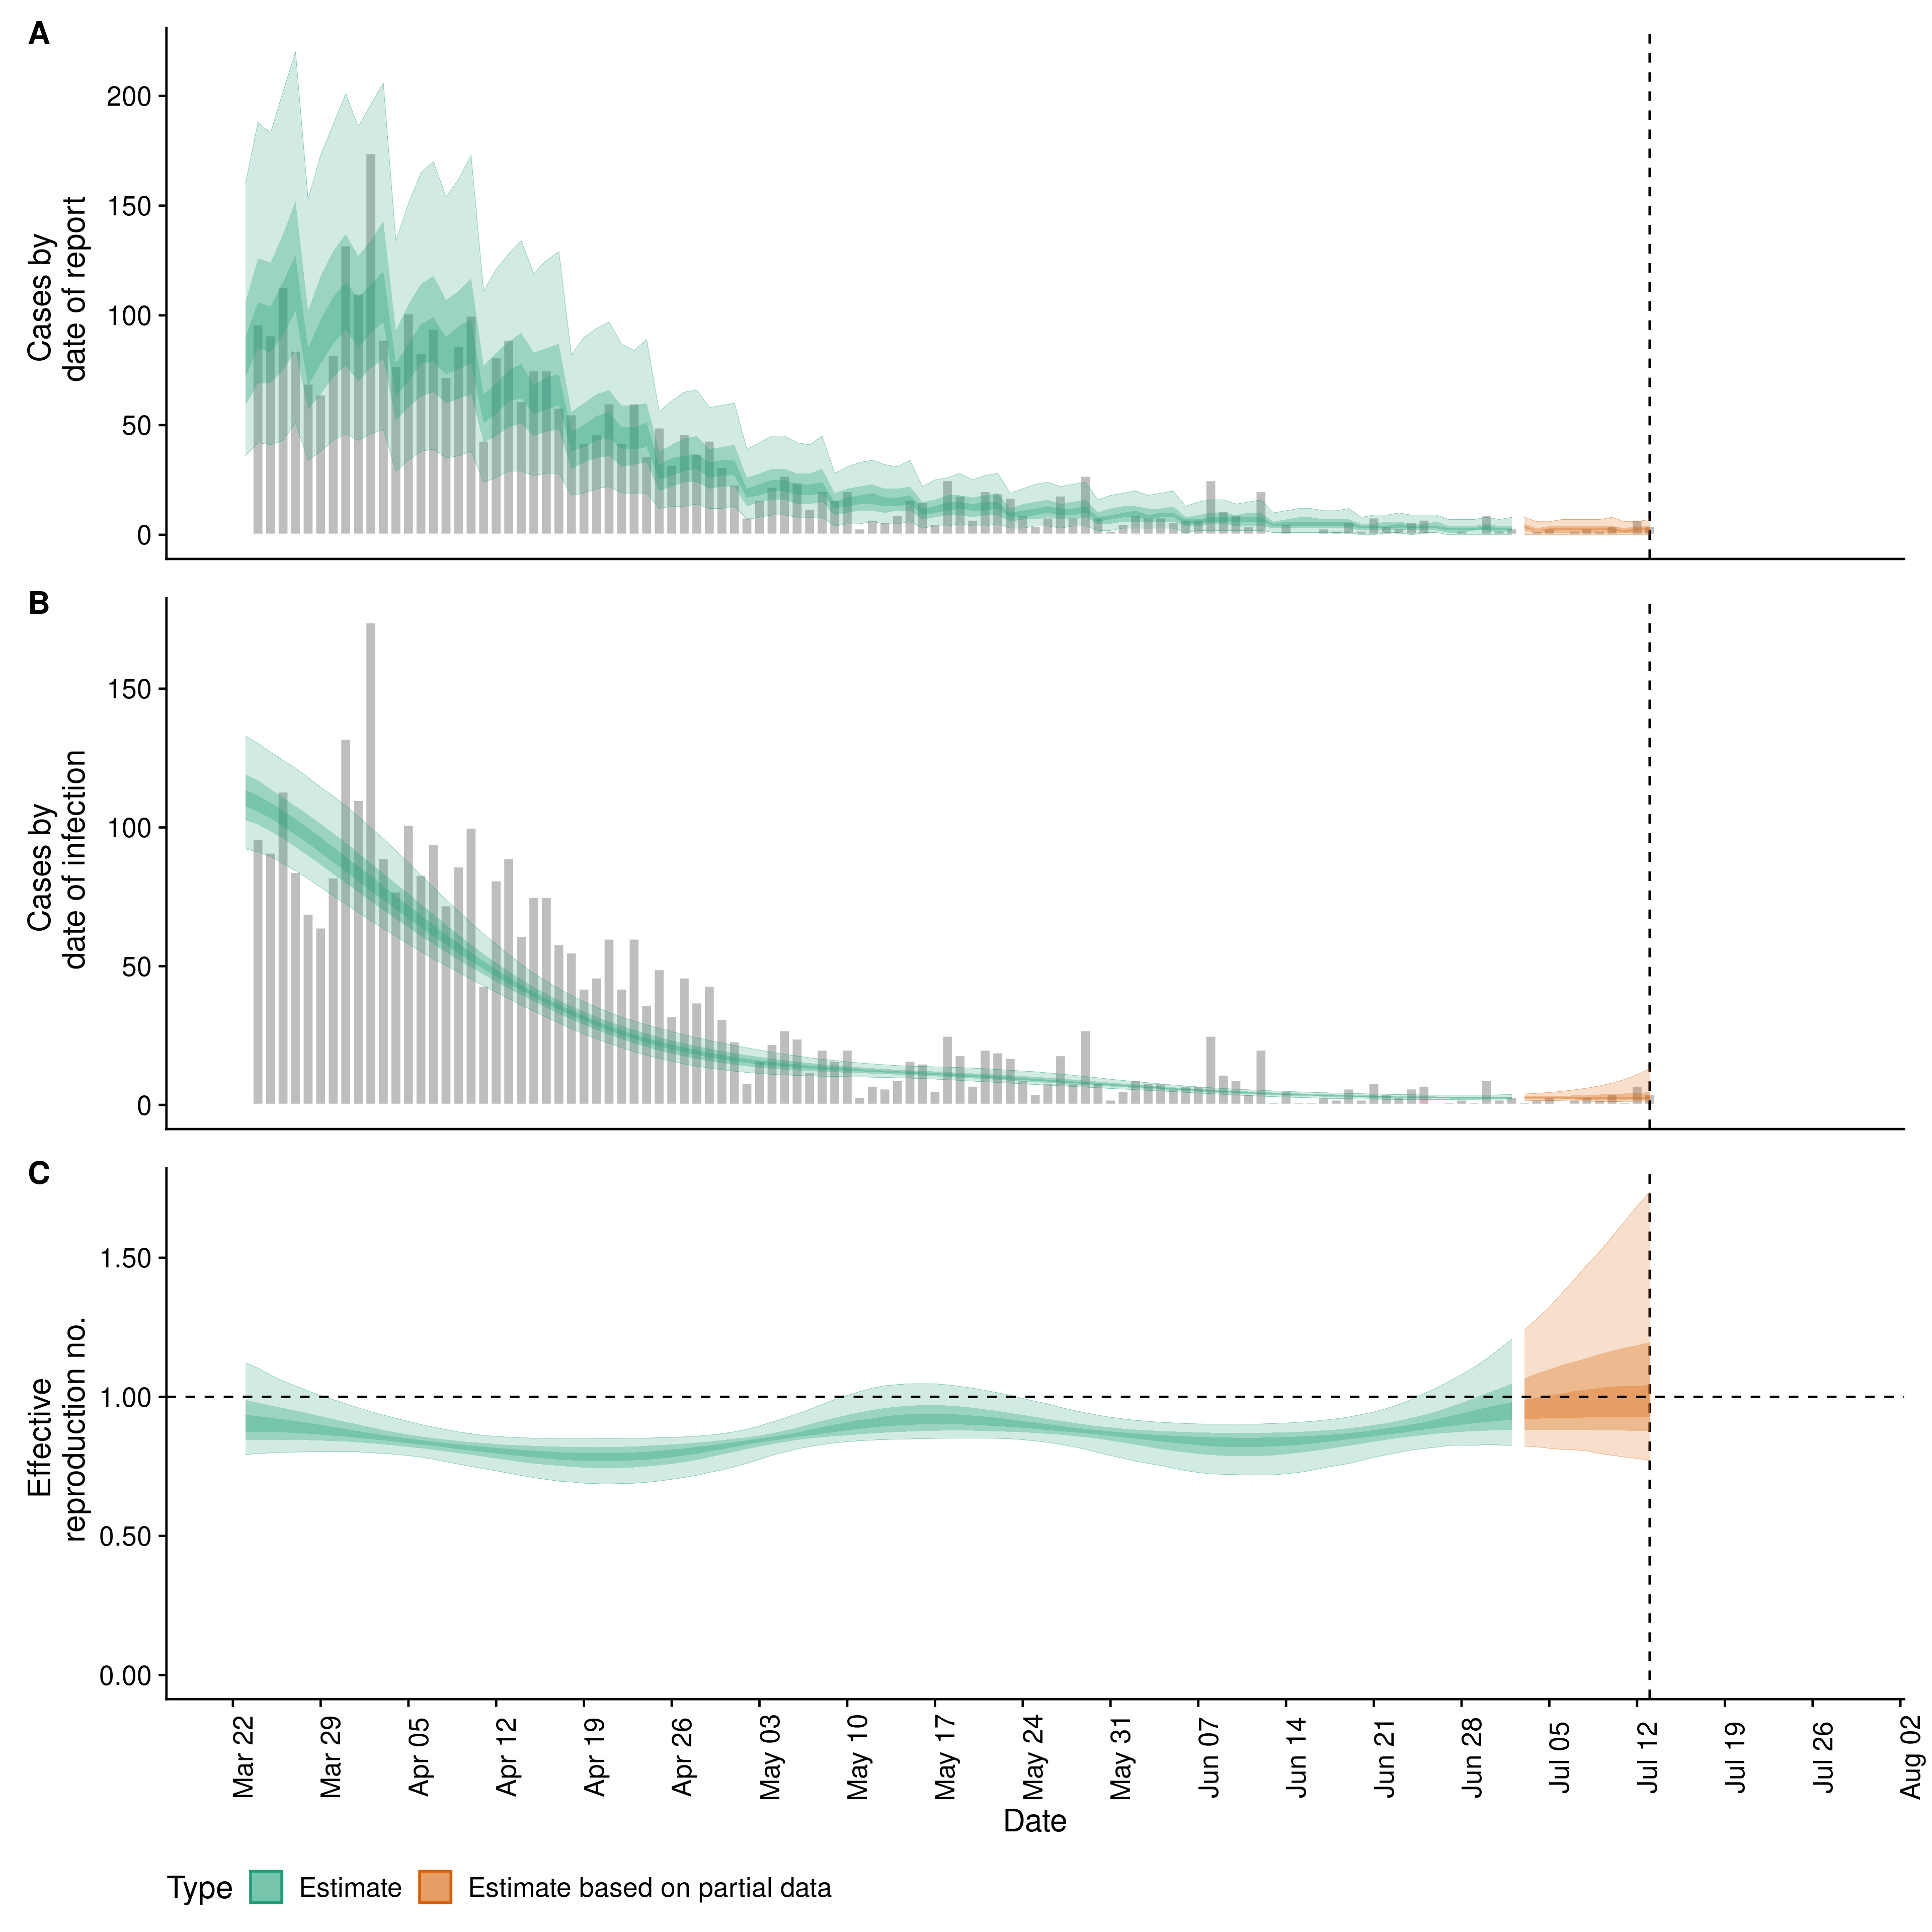 A
Cases by
date of report
200
150
100
50
0
B
Cases by
date of infection
150
100
50
0
C
Effective
reproduction no.
1.50
1.00
0.50
0.00
Mar 22
Mar 29
Apr 05
Apr 12
Apr 19
Apr 26
May 03
May 10
May 17
May 24
May 31
Jun 07
Jun 14
Jun 21
Jun 28
Jul 05
Jul 12
Jul 19
Jul 26
Aug 02
Date
Type Estimate Estimate based on partial data